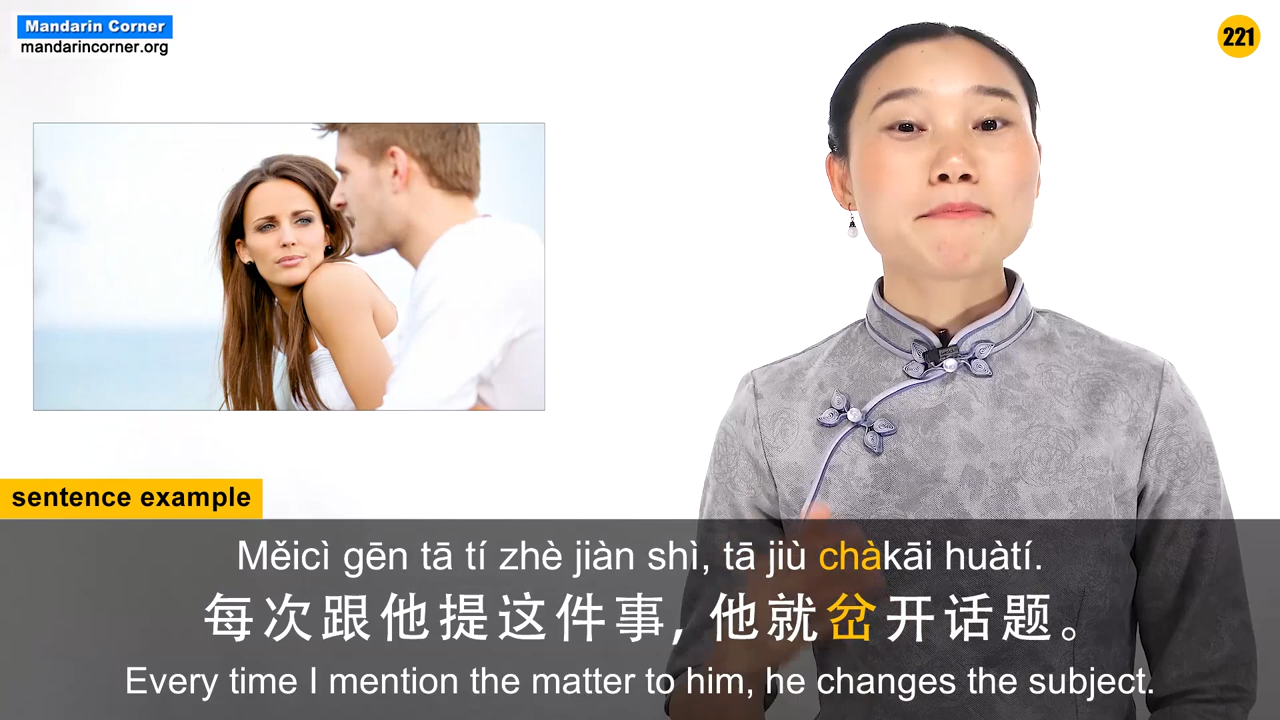 Mandarin Corner
mandarincorner.org
221
sentence example
Měicì gēn tā tí zhè jiàn shì, tā jiù chàkāi huàtí.
每次跟他提这件事, 他就岔开话题。
Every time I mention the matter to him, he changes the subject.